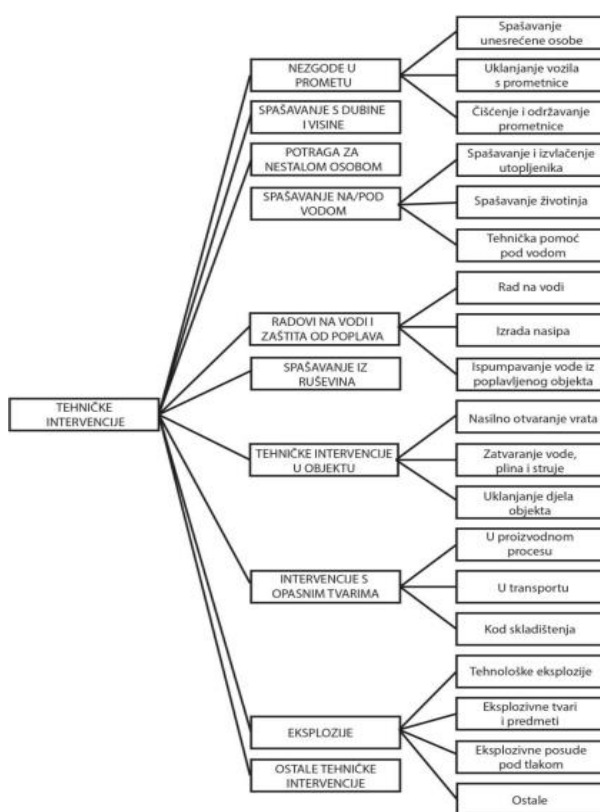 TEHNIČKE
INTERVENCIJE
NEZGODE U
PROMETU
Spašavanje
unesrećene osobe
Uklanjanje vozila
s prometnice
Čišćenje i održavanje
prometnice
SPAŠAVANJE S DUBINE
I VISINE
POTRAGA ZA
NESTALOM OSOBOM
SPAŠAVANJE NA/POD
VODOM
Spašavanje i izvlačenje
utopljenika
Spašavanje životinja
Tehnička pomoć
pod vodom
RADOVI NA VODI I
ZAŠTITA OD POPLAVA
Rad na vodi
Izrada nasipa
Ispumpavanje vode iz
poplavljenog objekta
SPAŠAVANJE IZ
RUŠEVINA
TEHNIČKE INTERVENCIJE
U OBJEKTU
Nasilno otvaranje vrata
Zatvaranje vode,
plina i struje
Uklanjanje djela
objekta
INTERVENCIJE S
OPASNIM TVARIMA
U proizvodnom
procesu
U transportu
Kod skladištenja
EKSPLOZIJE
Tehnološke eksplozije
Eksplozivne tvari
i predmeti
Eksplozivne posude
pod tlakom
Ostale
OSTALE TEHNIČKE
INTERVENCIJE